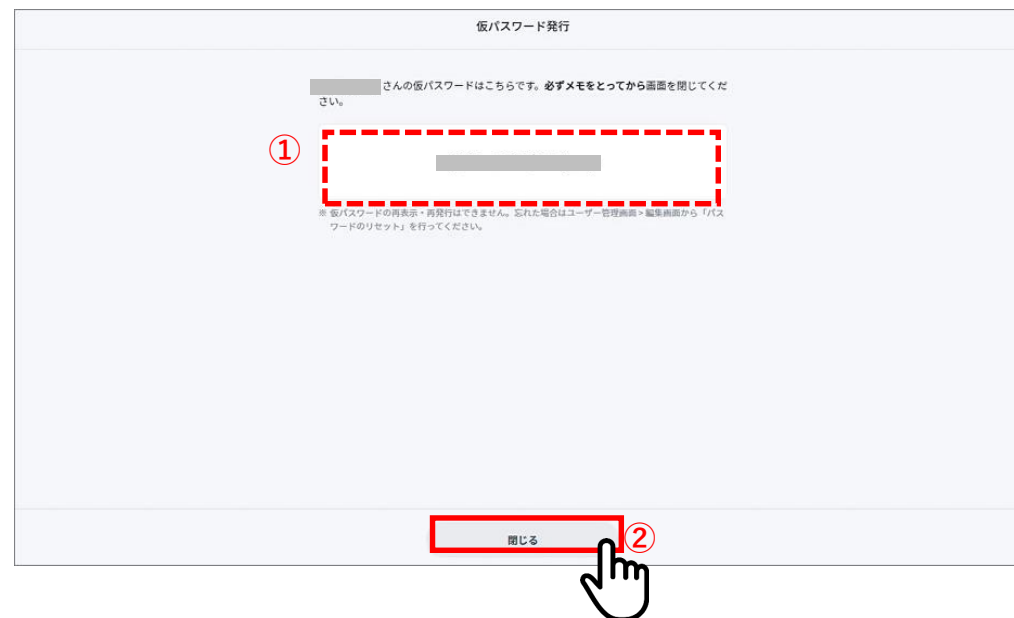 仮パスワード発行
さんの仮パスワードはこちらです。必ずメモをとってから画面を閉じてくだ
さい。
①
※ 仮パスワードの再表示・再発行はできません。忘れた場合はユーザー管理画面＞編集画面から「パス
ワードのリセット」を行ってください。
閉じる
②